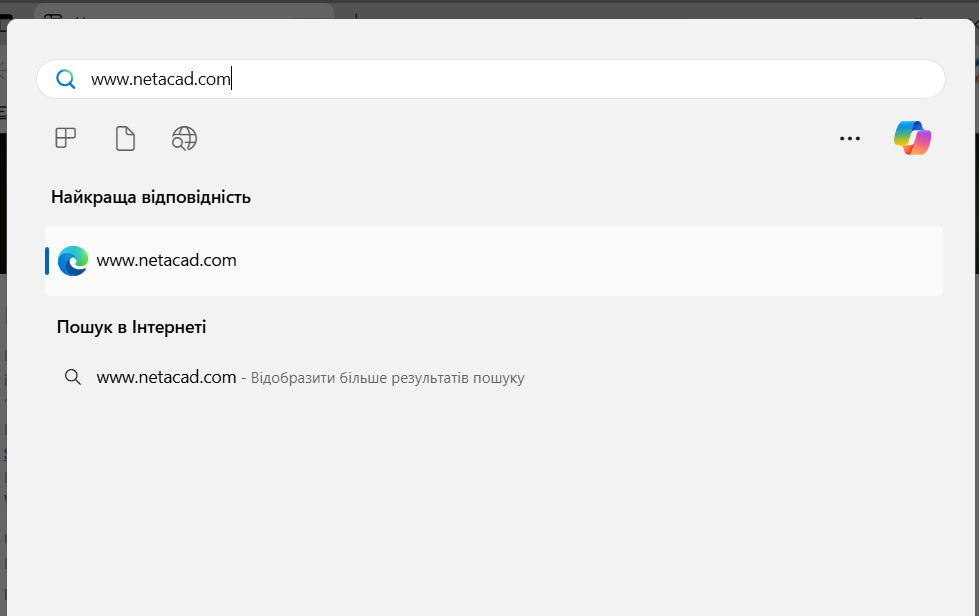 www.netacad.com
Найкраща відповідність
www.netacad.com
Пошук в Інтернеті
www.netacad.com - Відобразити більше результатів пошуку